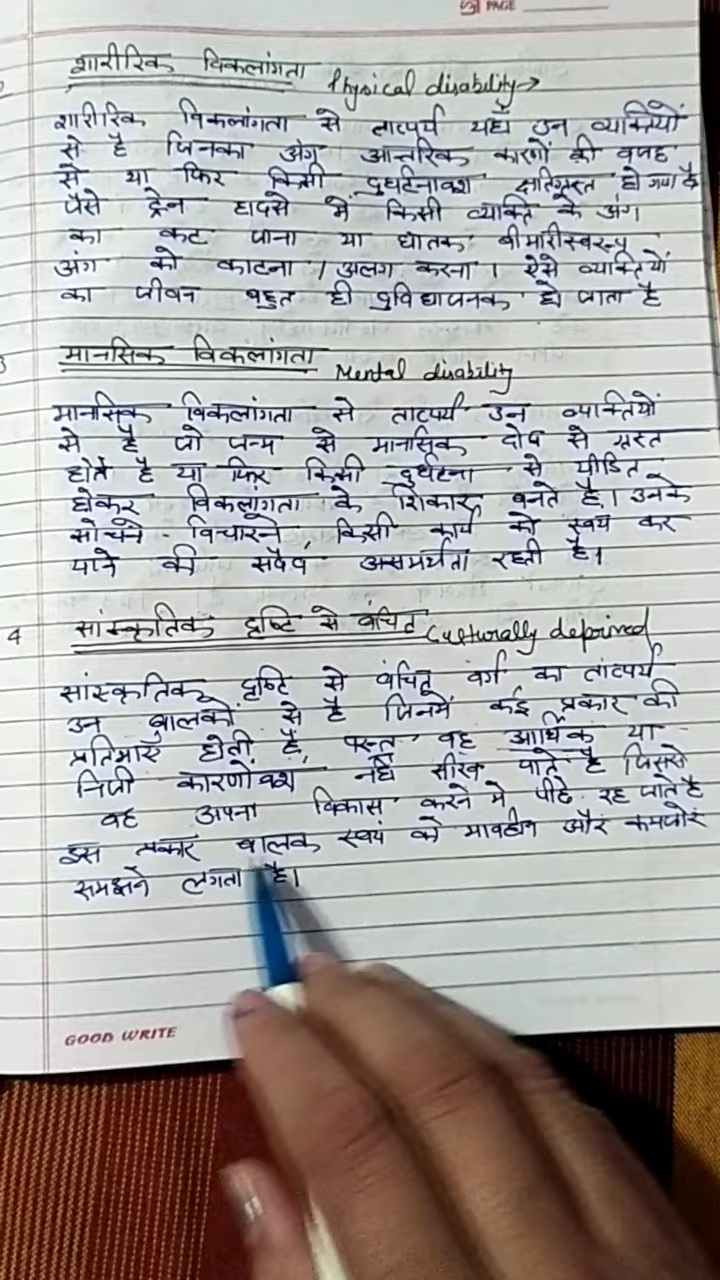 PAGE
शारीरिक विकलांगता Physical disability→
शारीरिक विकलांगता से तात्पर्य यहाँ उन व्यक्तियों
से है जिनका अंग आन्तरिक कारणों की वजह
से या फिर किसी दुर्घटनावश क्षतिग्रस्त हो गया है
जैसे ट्रेन हादसे में किसी व्यक्ति के अंग
का कट जाना या घातक बीमारीस्वरूप
अंग को काटना / अलग करना । ऐसे व्यक्तियों
का जीवन बहुत ही दुविधाजनक हो जाता है
3 मानसिक विकलांगता Mental disability
मानसिक विकलांगता से तात्पर्य उन व्यक्तियों
से है जो जन्म से मानसिक दोष से ग्रस्त
होते है या फिर किसी दुर्घटना से पीडित
होकर विकलांगता के शिकार बनते है। उनके
सोचने - विचारने, किसी कार्य को स्वयं कर
पाने की सदैव असमर्थता रहती है।
4 सांस्कृतिक दृष्टि से वंचित Culturally deprived
सांस्कृतिक दृष्टि से वंचित वर्ग का तात्पर्य
उन बालकों से है जिनमें कई प्रकार की
प्रतिभाएँ होती है, परन्तु वह आर्थिक या
निजी कारणोंवश नही सीख पाते है जिससे
वह अपना विकास करने मे पीछे रह जाते है
इस प्रकार बालक स्वयं को भावहीन और कमजोर
समझने लगता है।
GOOD WRITE